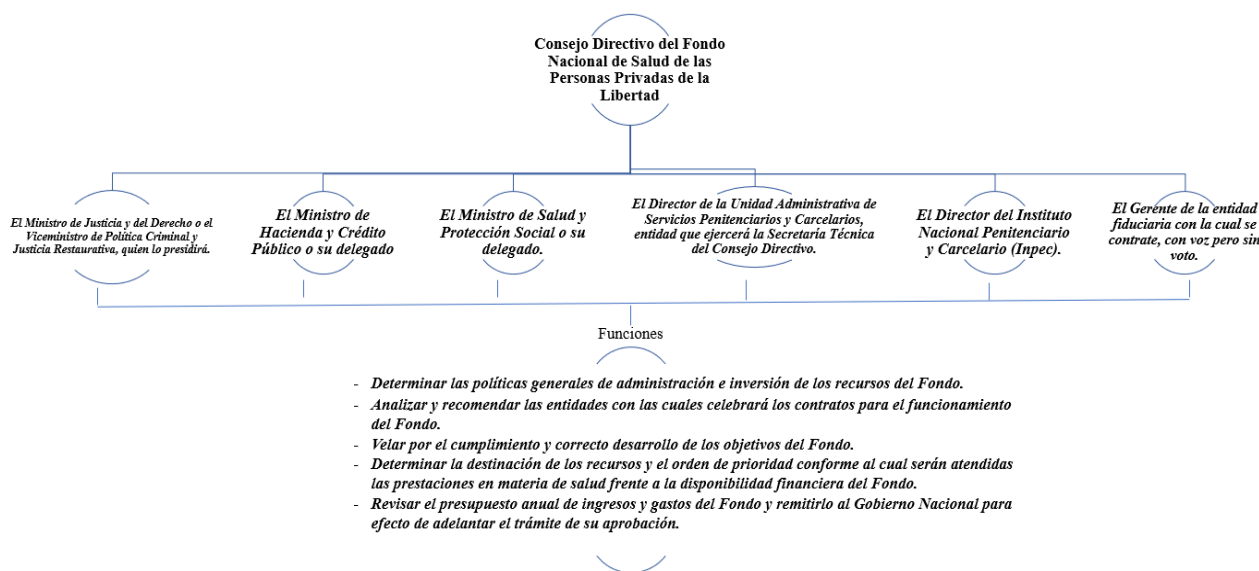 Consejo Directivo del Fondo
Nacional de Salud de las
Personas Privadas de la
Libertad
El Ministro de Justicia y del Derecho o el
Viceministro de Política Criminal y
Justicia Restaurativa, quien lo presidirá.
El Ministro de
Hacienda y Crédito
Público o su delegado
El Ministro de Salud y
Protección Social o su
delegado.
El Director de la Unidad Administrativa de
Servicios Penitenciarios y Carcelarios,
entidad que ejercerá la Secretaría Técnica
del Consejo Directivo.
El Director del Instituto
Nacional Penitenciario
y Carcelario (Inpec).
El Gerente de la entidad
fiduciaria con la cual se
contrate, con voz pero sin
voto.
Funciones
- Determinar las políticas generales de administración e inversión de los recursos del Fondo.
- Analizar y recomendar las entidades con las cuales celebrará los contratos para el funcionamiento
del Fondo.
- Velar por el cumplimiento y correcto desarrollo de los objetivos del Fondo.
- Determinar la destinación de los recursos y el orden de prioridad conforme al cual serán atendidas
las prestaciones en materia de salud frente a la disponibilidad financiera del Fondo.
- Revisar el presupuesto anual de ingresos y gastos del Fondo y remitirlo al Gobierno Nacional para
efecto de adelantar el trámite de su aprobación.